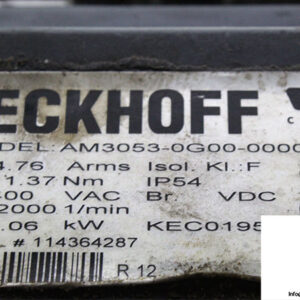 ECKHOFF
DEL: AM3053-0G00-0000
4.76 Arms Isol. Kl.: F
1.37 Nm IP54
400 VAC Br. VDC
2000 1/min
.06 kW KEC0195
L # 114364287
R 12